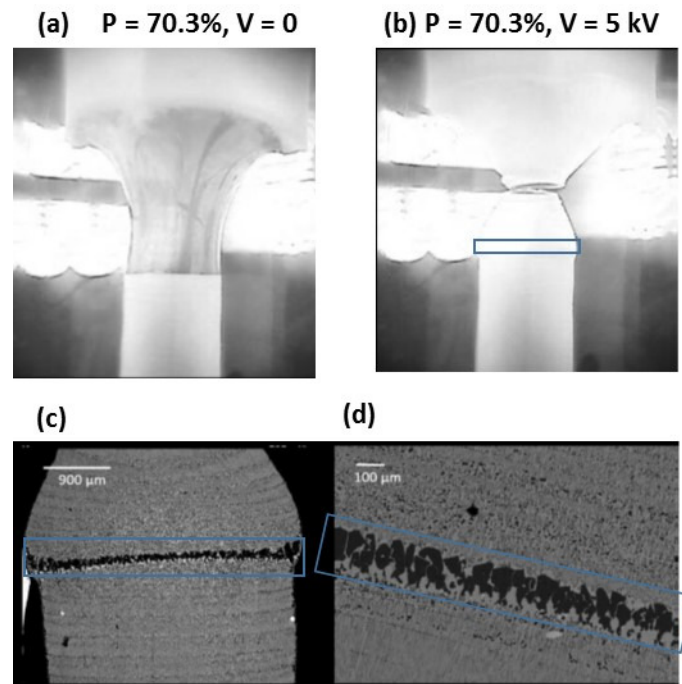 (a) P = 70.3%, V = 0
(b) P = 70.3%, V = 5 kV
(c)
(d)
900 µm
100 µm